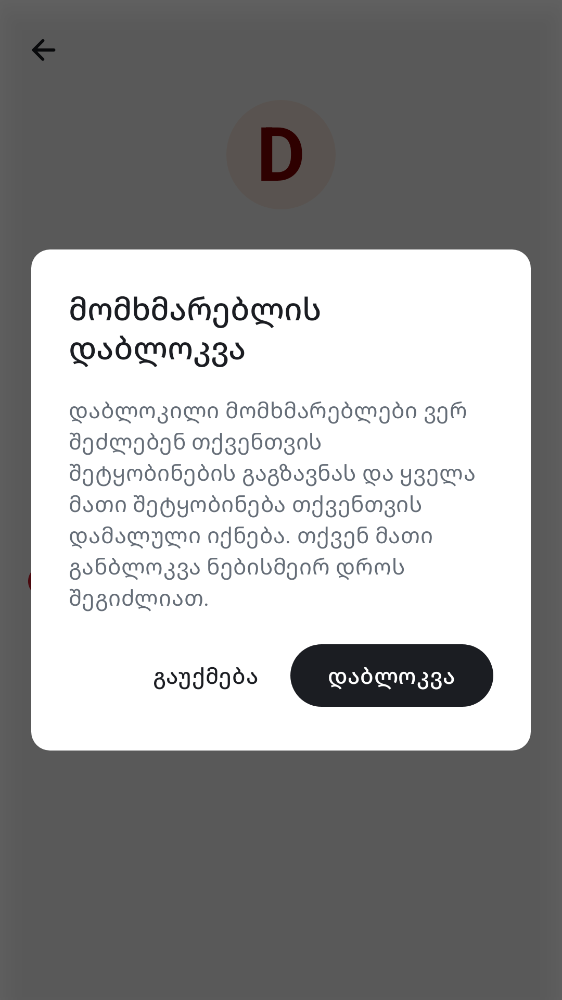 D
მომხმარებლის
დაბლოკვა
დაბლოკილი მომხმარებლები ვერ
შეძლებენ თქვენთვის
შეტყობინების გაგზავნას და ყველა
მათი შეტყობინება თქვენთვის
დამალული იქნება. თქვენ მათი
განბლოკვა ნებისმეირ დროს
შეგიძლიათ.
გაუქმება
დაბლოკვა